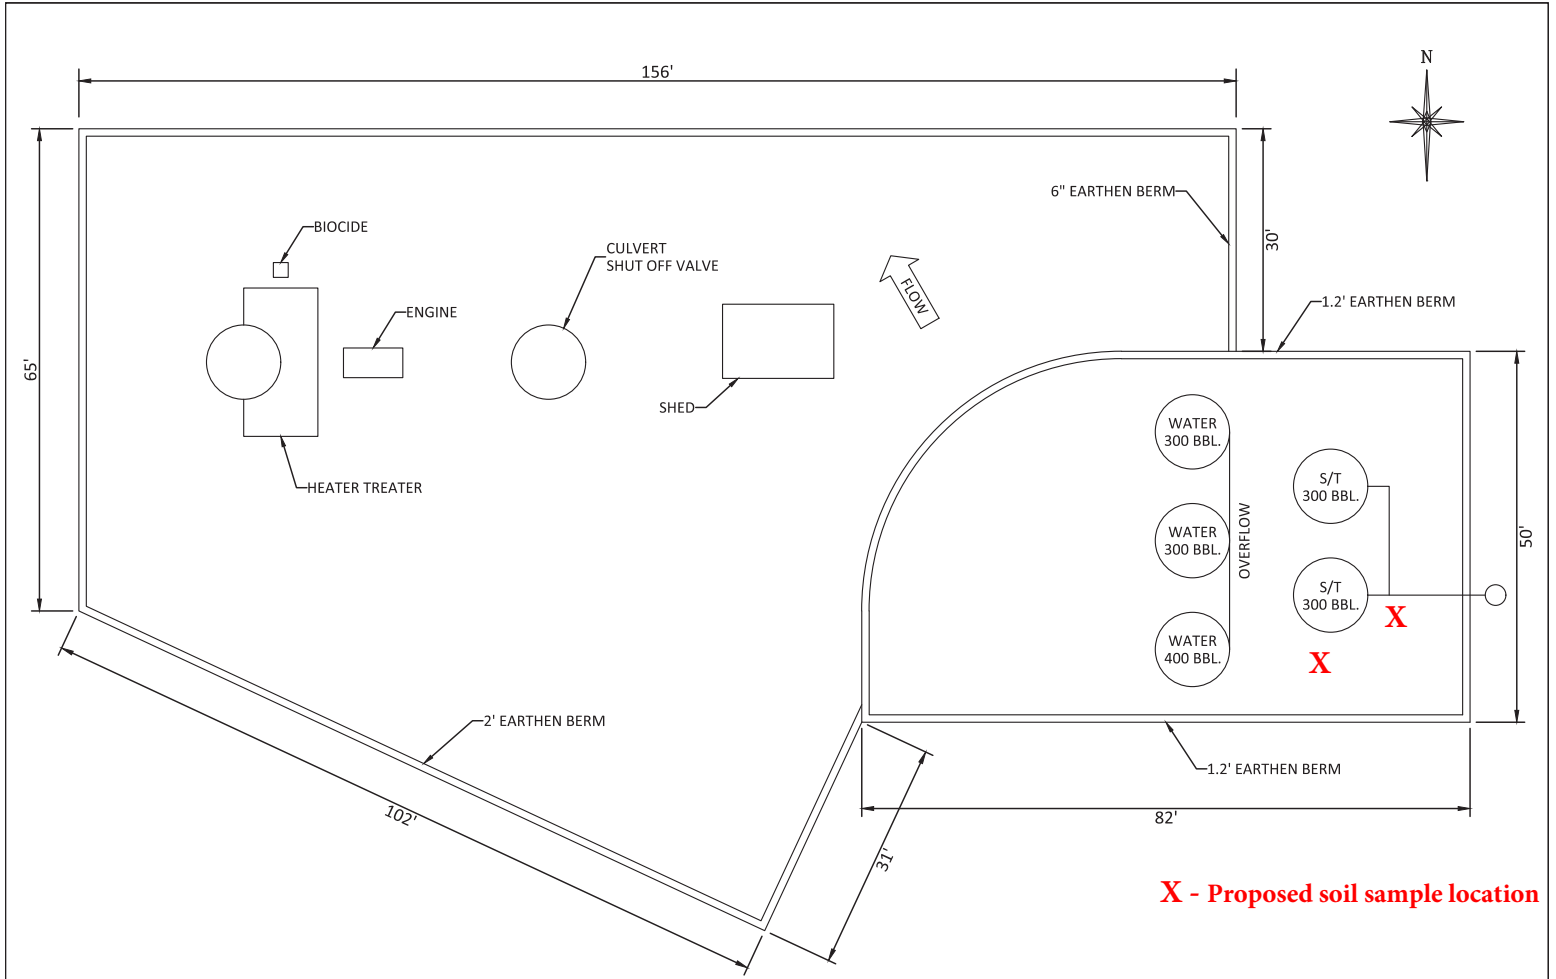 156'
N
6" EARTHEN BERM
30'
BIOCIDE
CULVERT
SHUT OFF VALVE
FLOW
1.2' EARTHEN BERM
ENGINE
65'
SHED
WATER
300 BBL.
S/T
300 BBL.
HEATER TREATER
WATER
300 BBL.
OVERFLOW
50'
S/T
300 BBL.
X
WATER
400 BBL.
X
2' EARTHEN BERM
1.2' EARTHEN BERM
102'
82'
31'
X - Proposed soil sample location